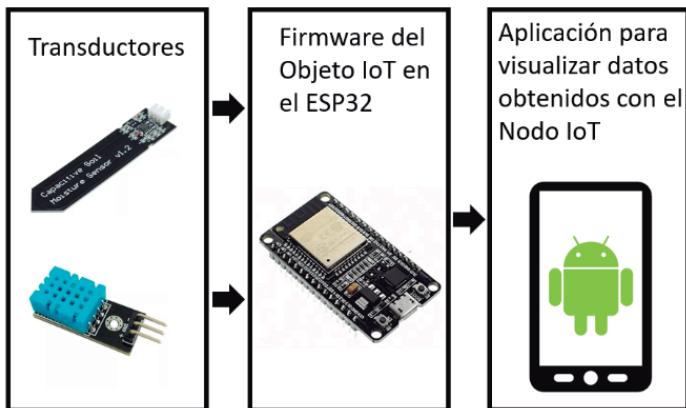 Transductores
Capacitive Soil
Moisture Sensor v1.2
Firmware del
Objeto IoT en
el ESP32
Aplicación para
visualizar datos
obtenidos con el
Nodo IoT